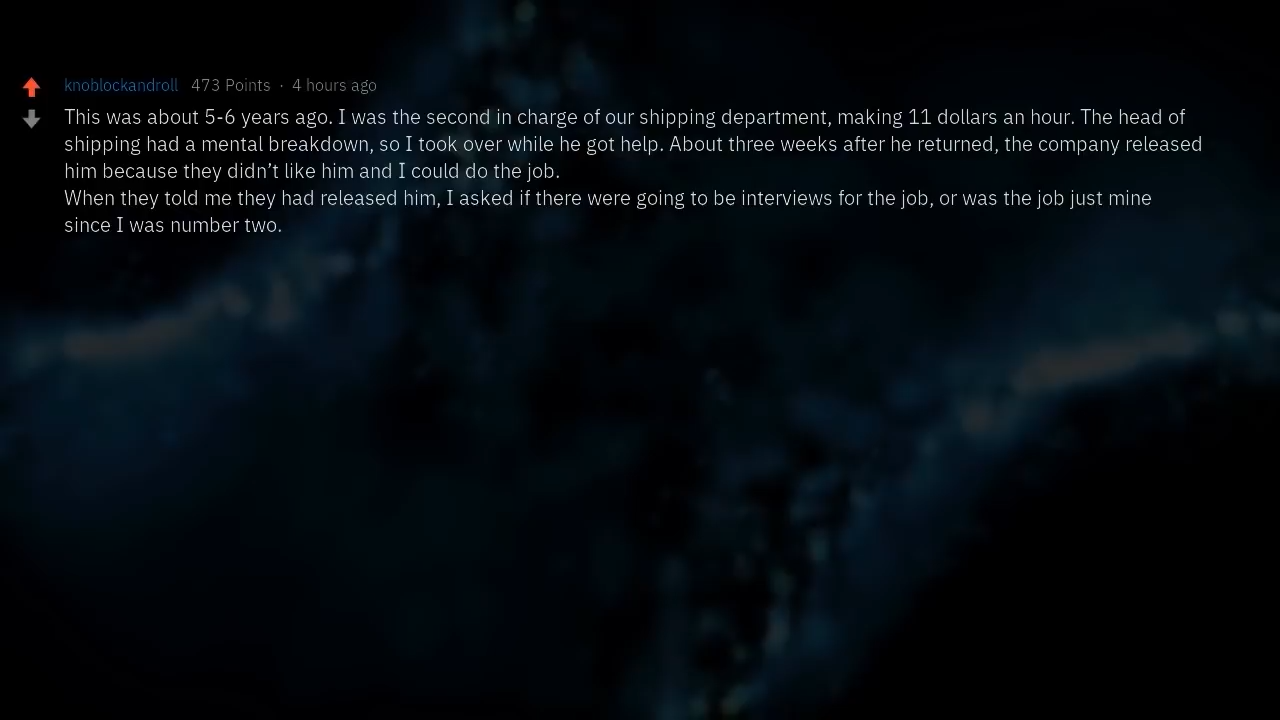 knoblockandroll 473 Points · 4 hours ago
This was about 5-6 years ago. I was the second in charge of our shipping department, making 11 dollars an hour. The head of
shipping had a mental breakdown, so I took over while he got help. About three weeks after he returned, the company released
him because they didn’t like him and I could do the job.
When they told me they had released him, I asked if there were going to be interviews for the job, or was the job just mine
since I was number two.